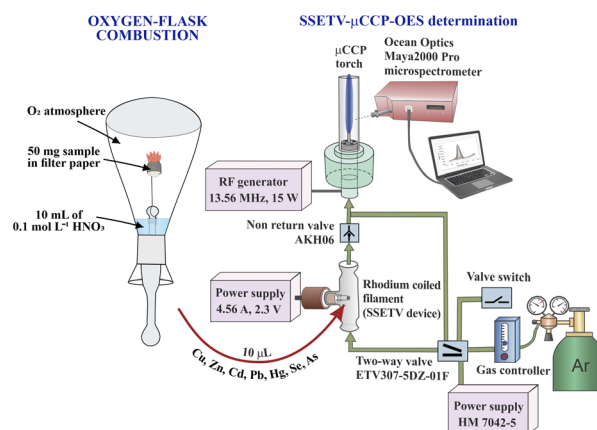 OXYGEN-FLASK
COMBUSTION
SSETV-µCCP-OES determination
µCCP
torch
Ocean Optics
Maya2000 Pro
microspectrometer
O₂ atmosphere
50 mg sample
in filter paper
10 mL of
0.1 mol L⁻¹ HNO₃
RF generator
13.56 MHz, 15 W
Non return valve
AKH06
Power supply
4.56 A, 2.3 V
Rhodium coiled
filament
(SSETV device)
Valve switch
10 µL
Cu, Zn, Cd, Pb, Hg, Se, As
Two-way valve
ETV307-5DZ-01F
Gas controller
Ar
Power supply
HM 7042-5